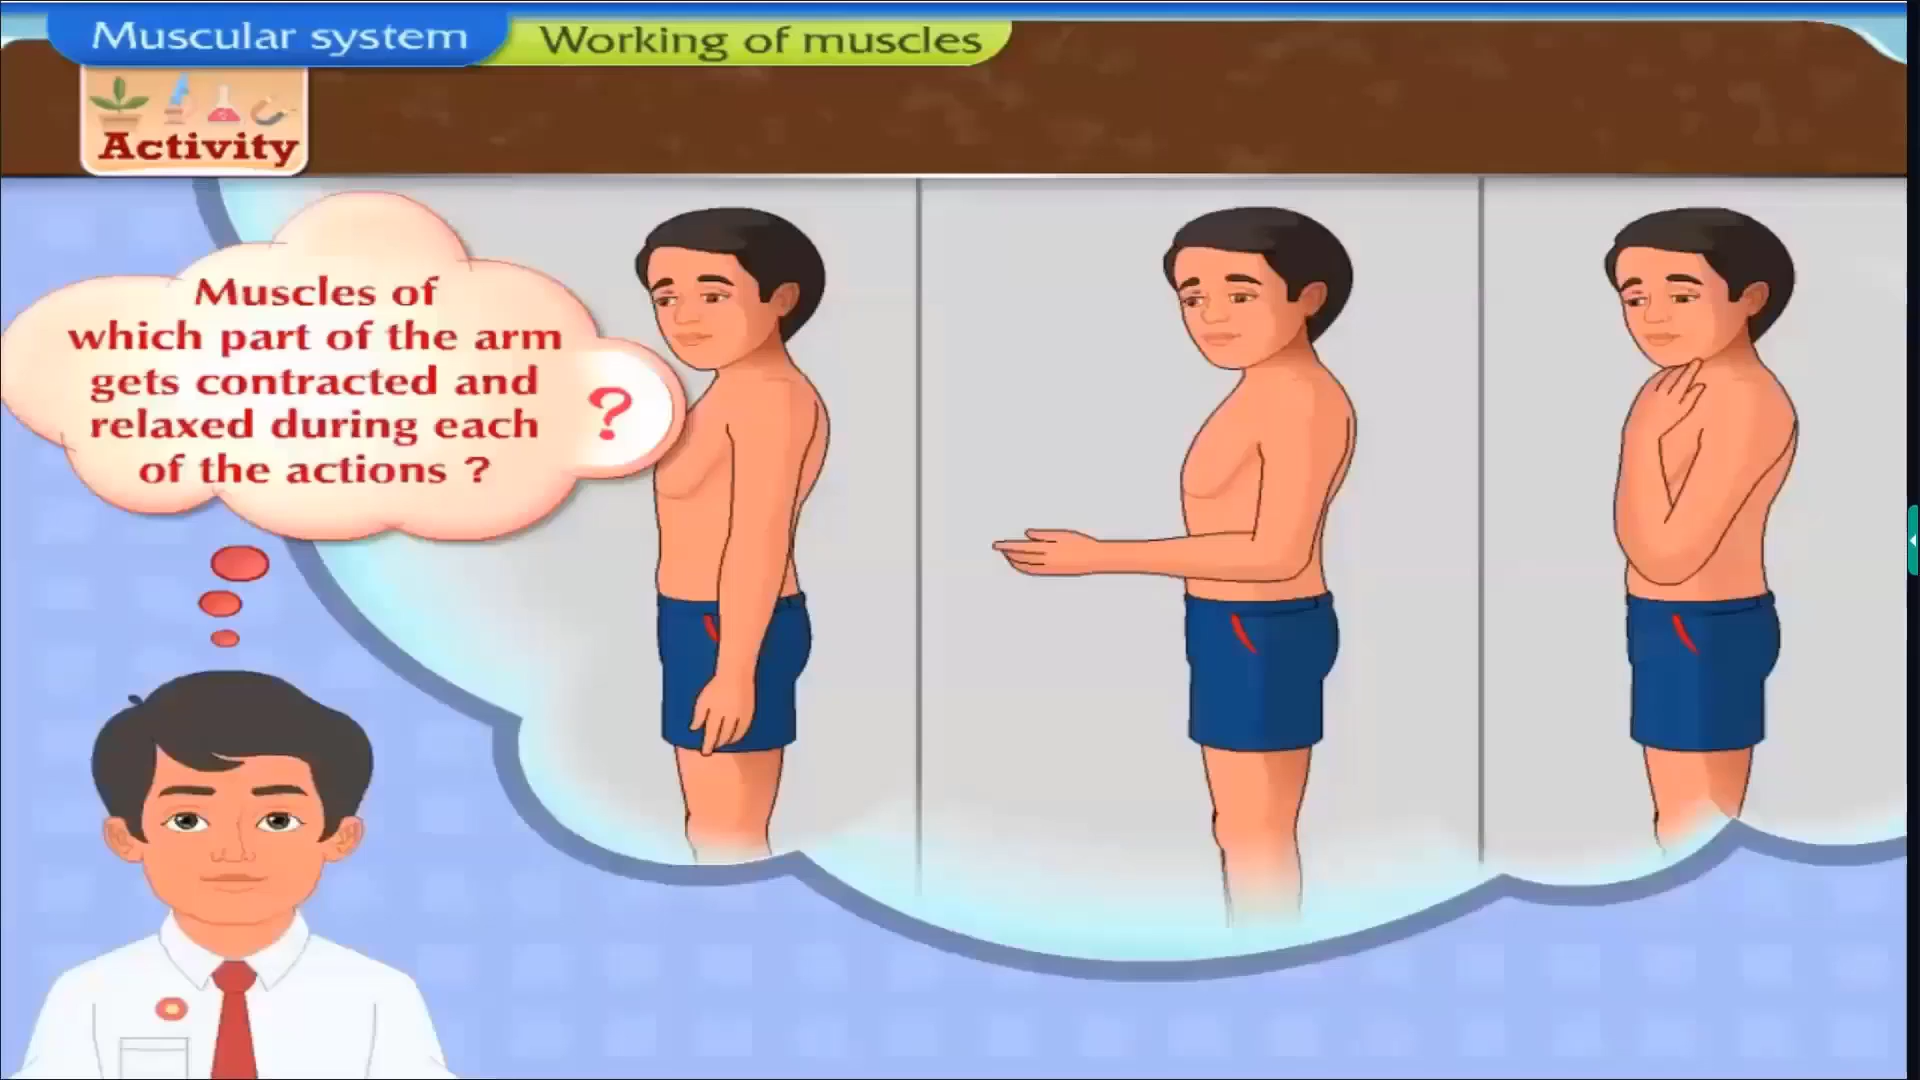 Muscular system
Working of muscles
Activity
Muscles of
which part of the arm
gets contracted and
relaxed during each
of the actions ?
?